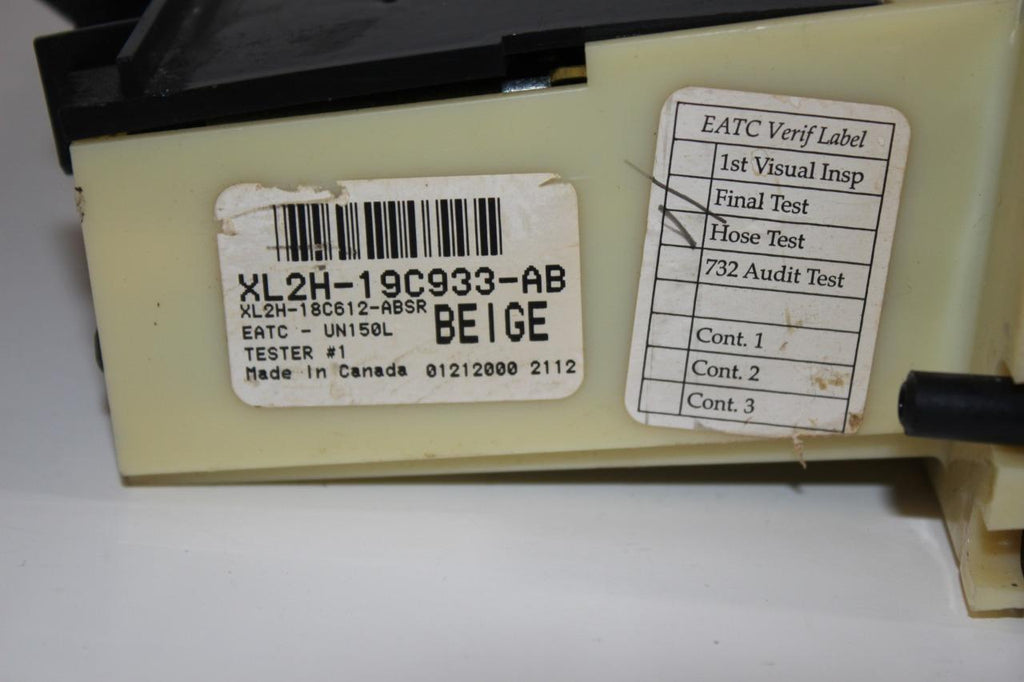 XL2H-19C933-AB
XL2H-18C612-ABSR
EATC - UN150L
BEIGE
TESTER #1
Made In Canada 01212000 2112
EATC Verif Label
1st Visual Insp
Final Test
Hose Test
732 Audit Test
Cont. 1
Cont. 2
Cont. 3